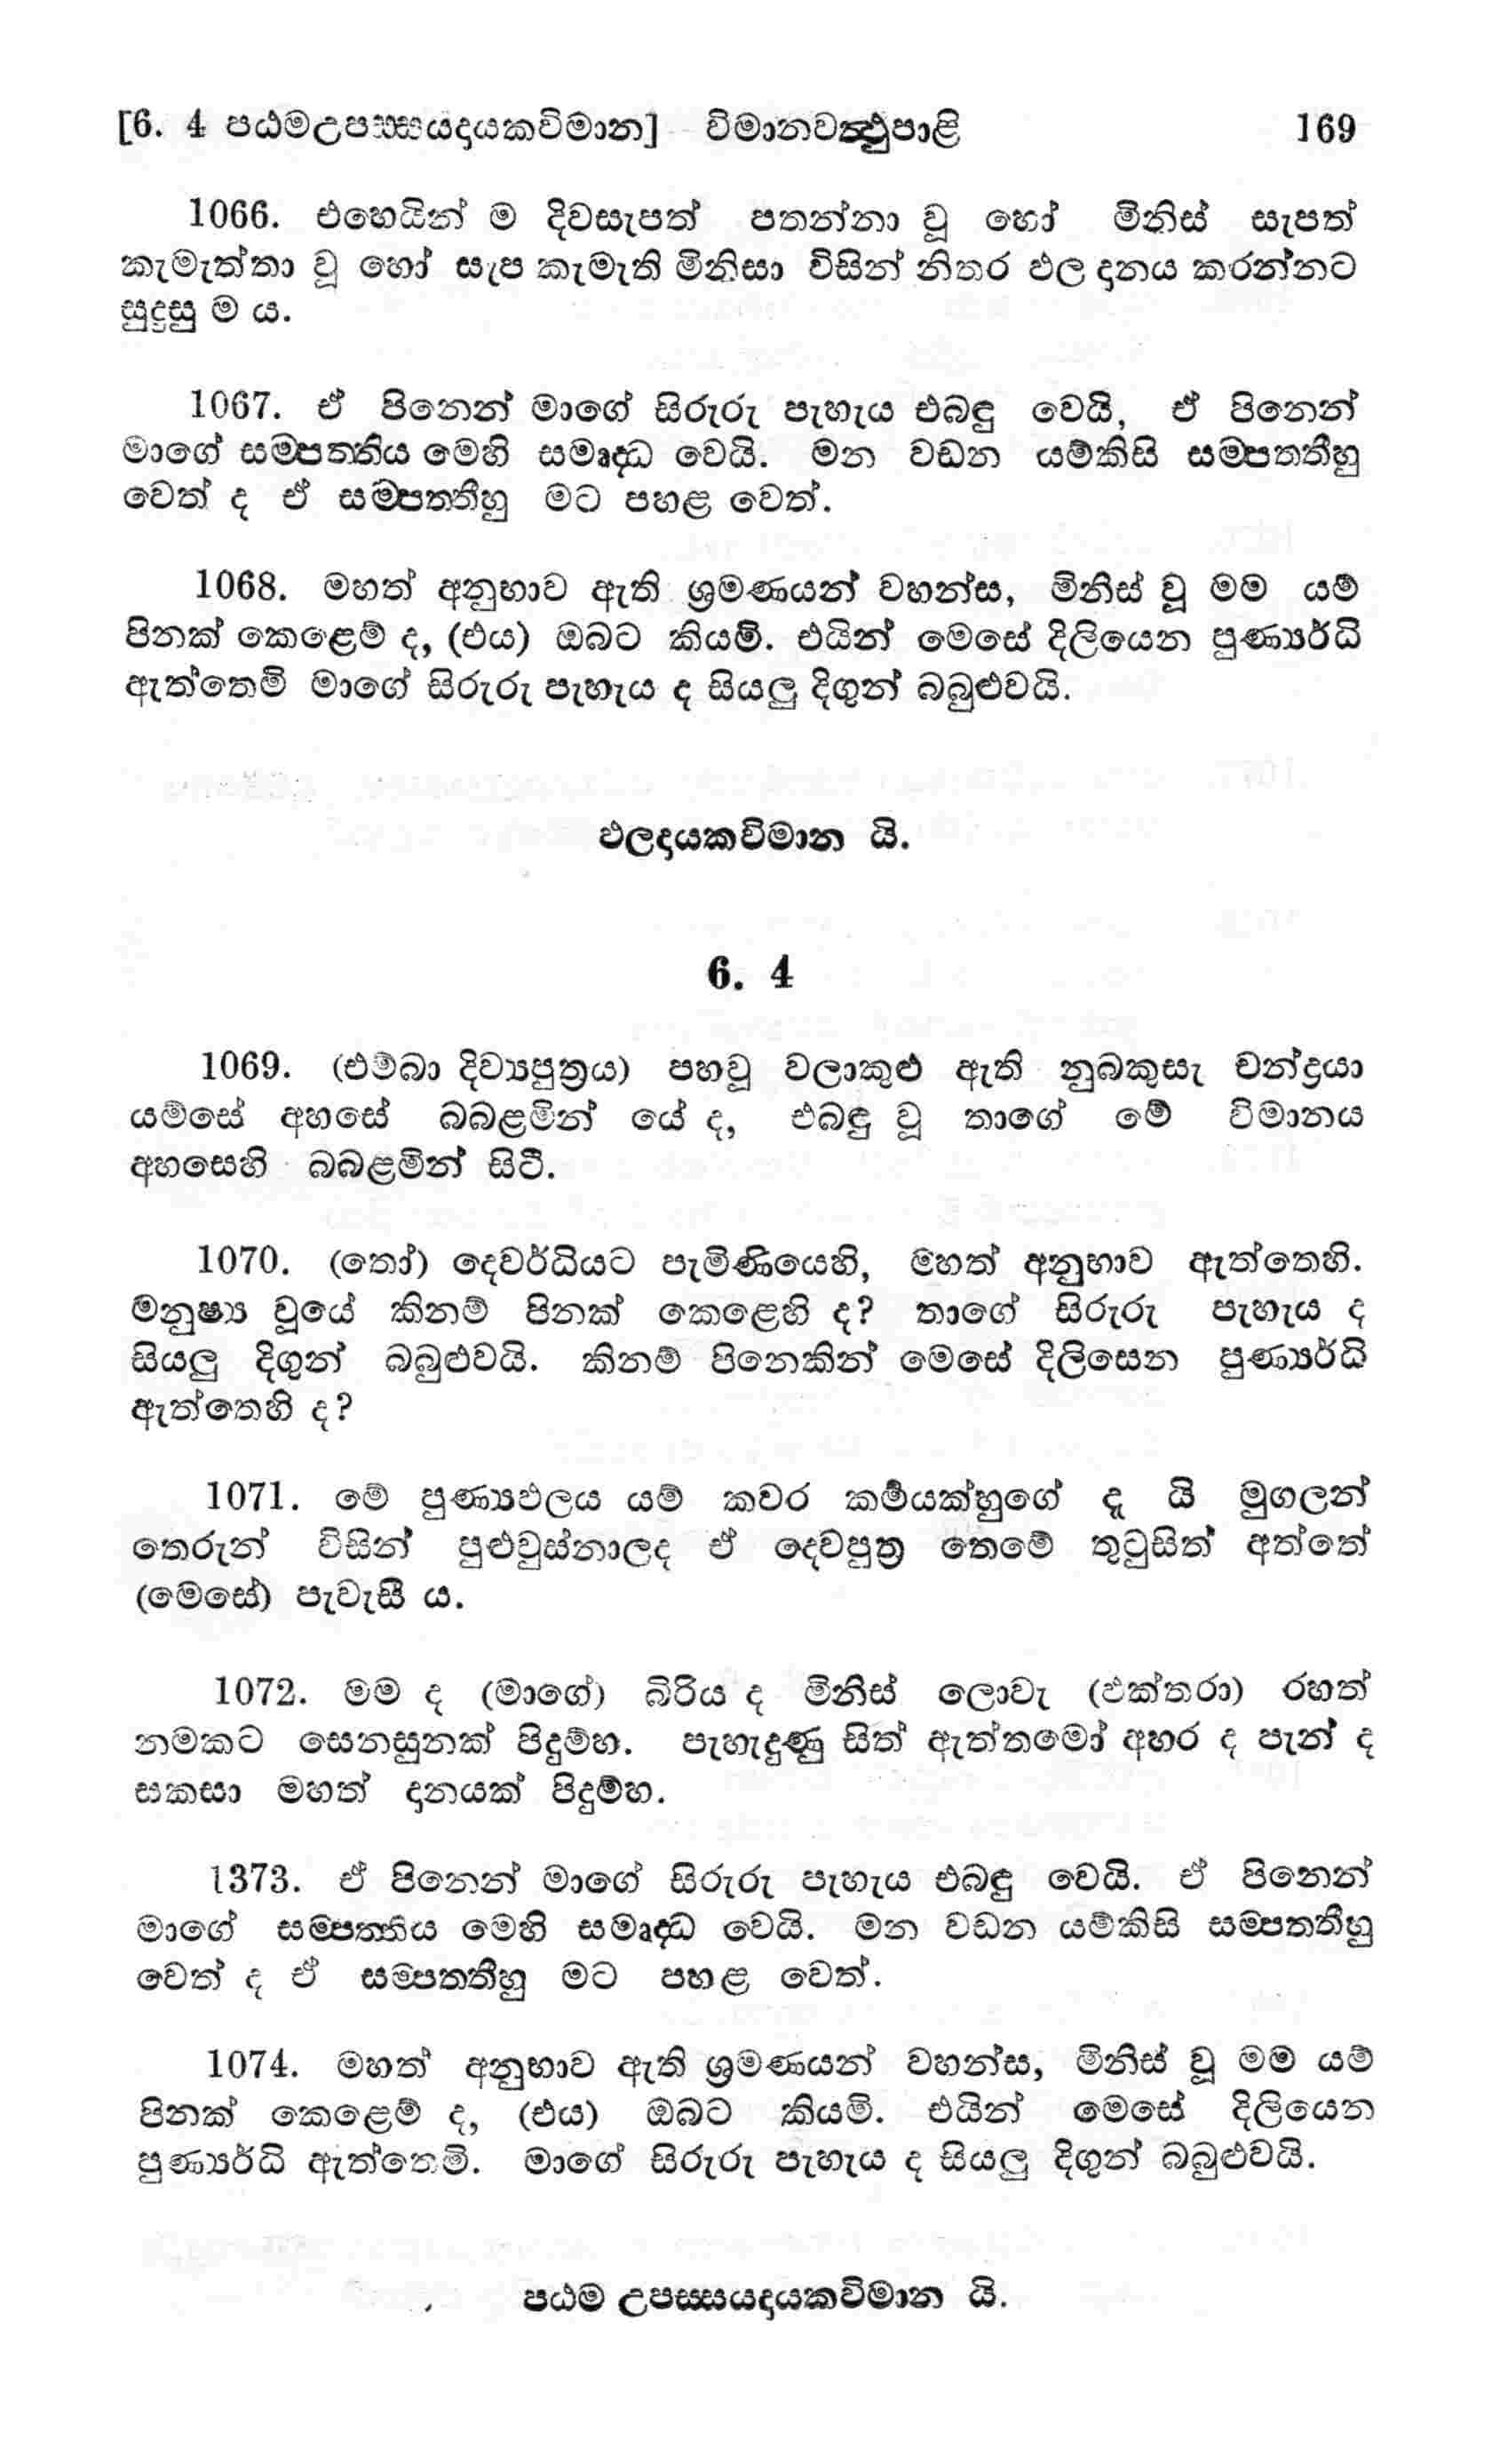 [6. 4 පඨමඋපස්සයදායකවිමාන] විමානවත්ථුපාළි 169
1066. එහෙයින් ම දිවසැපත් පතන්නා වූ හෝ මිනිස් සැපත්
කැමැත්තා වූ හෝ සැප කැමැති මිනිසා විසින් නිතර ඵල දානය කරන්නට
සුදුසු ම ය.
1067. ඒ පිනෙන් මාගේ සිරුරු පැහැය එබඳු වෙයි, ඒ පිනෙන්
මාගේ සම්පත්තිය මෙහි සමෘද්ධ වෙයි. මන වඩන යම්කිසි සම්පත්තීහු
වෙත් ද ඒ සම්පත්තීහු මට පහළ වෙත්.
1068. මහත් අනුභාව ඇති ශ්‍රමණයන් වහන්ස, මිනිස් වූ මම යම්
පිනක් කෙළෙම් ද, (එය) ඔබට කියමි. එයින් මෙසේ දිලියෙන පුණ්‍යර්ධි
ඇත්තෙමි මාගේ සිරුරු පැහැය ද සියලු දිගුන් බබුළුවයි.
ඵලදායකවිමාන යි.
6. 4
1069. (එම්බා දිව්‍යපුත්‍රය) පහවූ වලාකුළු ඇති නුබකුසැ චන්ද්‍රයා
යම්සේ අහසේ බබළමින් යේ ද, එබඳු වූ තාගේ මේ විමානය
අහසෙහි බබළමින් සිටී.
1070. (තෝ) දෙවර්ධියට පැමිණියෙහි, මහත් අනුභාව ඇත්තෙහි.
මනුෂ්‍ය වූයේ කිනම් පිනක් කෙළෙහි ද? තාගේ සිරුරු පැහැය ද
සියලු දිගුන් බබුළුවයි. කිනම් පිනෙකින් මෙසේ දිලිසෙන පුණ්‍යර්ධි
ඇත්තෙහි ද?
1071. මේ පුණ්‍යඵලය යම් කවර කර්‍මයක්හුගේ දැ යි මුගලන්
තෙරුන් විසින් පුළුවුස්නාලද ඒ දෙවපුත්‍ර තෙමේ තුටුසිත් අත්තේ
(මෙසේ) පැවැසී ය.
1072. මම ද (මාගේ) බිරිය ද මිනිස් ලොවැ (එක්තරා) රහත්
නමකට සෙනසුනක් පිදුම්හ. පැහැදුණු සිත් ඇත්තමෝ අහර ද පැන් ද
සකසා මහත් දානයක් පිදුම්හ.
1373. ඒ පිනෙන් මාගේ සිරුරු පැහැය එබඳු වෙයි. ඒ පිනෙන්
මාගේ සම්පත්තිය මෙහි සමෘද්ධ වෙයි. මන වඩන යම්කිසි සම්පත්තීහු
වෙත් ද ඒ සම්පත්තීහු මට පහළ වෙත්.
1074. මහත් අනුභාව ඇති ශ්‍රමණයන් වහන්ස, මිනිස් වූ මම යම්
පිනක් කෙළෙම් ද, (එය) ඔබට කියමි. එයින් මෙසේ දිලියෙන
පුණ්‍යර්ධි ඇත්තෙමි. මාගේ සිරුරු පැහැය ද සියලු දිගුන් බබුළුවයි.
පඨම උපස්සයදායකවිමාන යි.